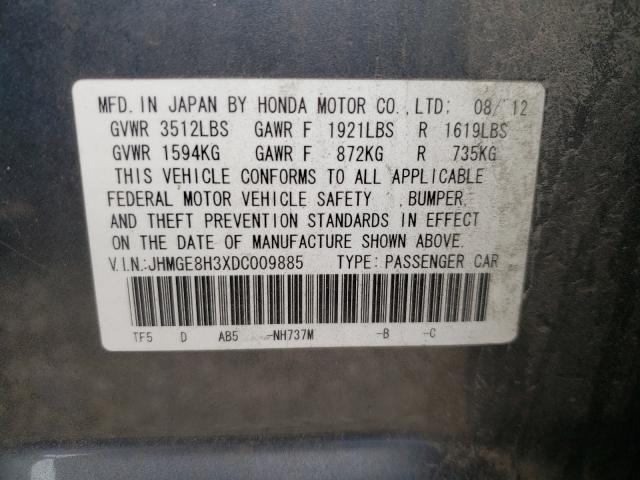 MFD. IN JAPAN BY HONDA MOTOR CO.,LTD: 08/'12
GVWR 3512LBS GAWR F 1921LBS R 1619LBS
GVWR 1594KG GAWR F 872KG R 735KG
THIS VEHICLE CONFORMS TO ALL APPLICABLE
FEDERAL MOTOR VEHICLE SAFETY , BUMPER,
AND THEFT PREVENTION STANDARDS IN EFFECT
ON THE DATE OF MANUFACTURE SHOWN ABOVE.
V.I.N.:JHMGE8H3XDC009885 TYPE: PASSENGER CAR
TF5 D AB5 -NH737M -B -C